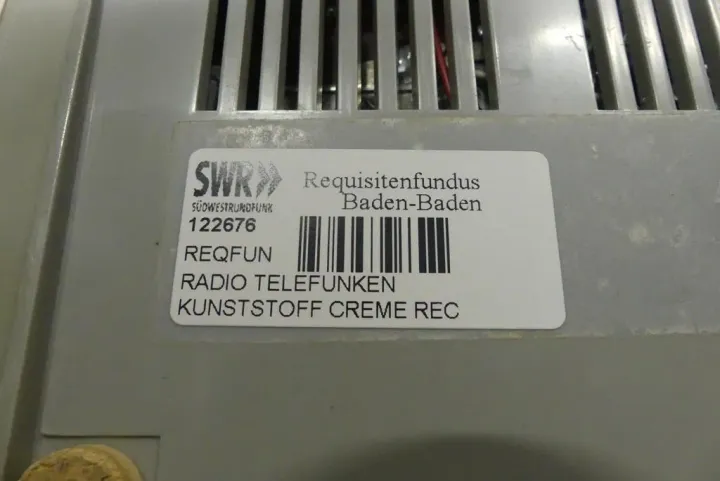 SWR»
Requisitenfundus
SÜDWESTRUNDFUNK
Baden-Baden
122676
REQFUN
RADIO TELEFUNKEN
KUNSTSTOFF CREME REC